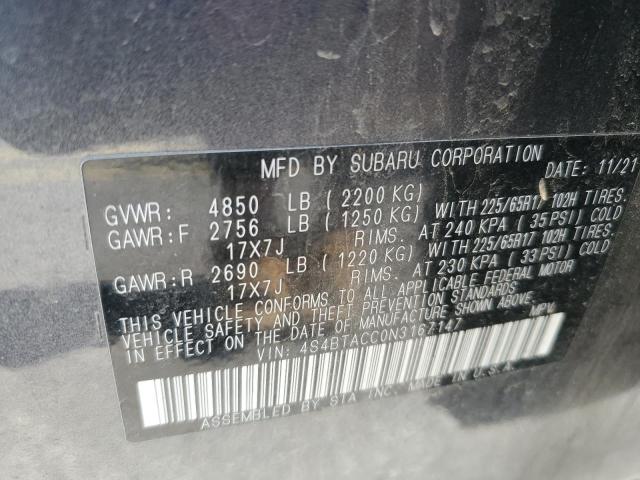 MFD BY SUBARU CORPORATION DATE: 11/21
GVWR: 4850 LB ( 2200 KG)
GAWR:F 2756 LB ( 1250 KG) WITH 225/65R17 102H TIRES.
17X7J RIMS. AT 240 KPA ( 35 PSI) COLD
GAWR:R 2690 LB ( 1220 KG) WITH 225/65R17 102H TIRES.
17X7J RIMS. AT 230 KPA ( 33 PSI) COLD
THIS VEHICLE CONFORMS TO ALL APPLICABLE FEDERAL MOTOR
VEHICLE SAFETY AND THEFT PREVENTION STANDARDS
IN EFFECT ON THE DATE OF MANUFACTURE SHOWN ABOVE.
VIN: 4S4BTACC0N3167147 MPV
ASSEMBLED BY SIA INC. MADE IN U.S.A.